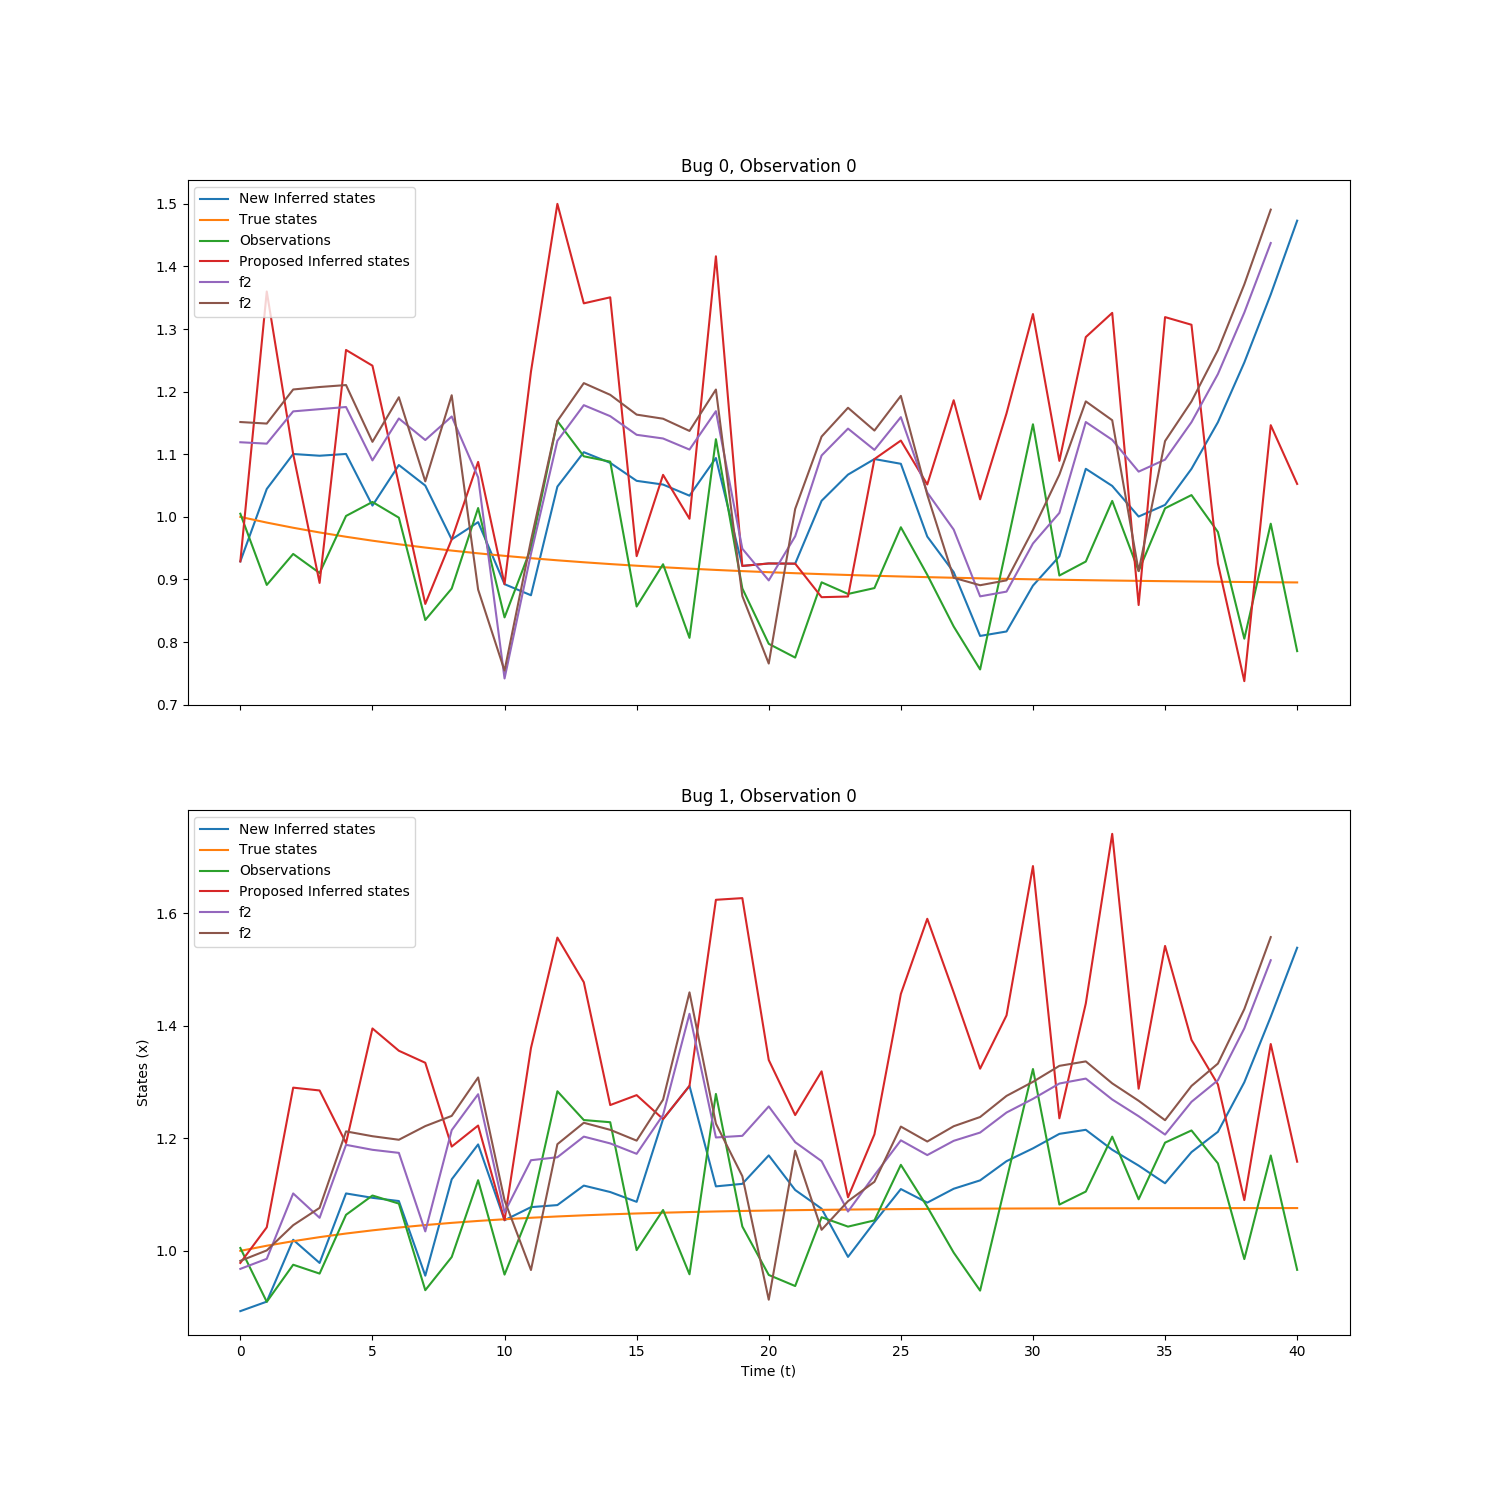 Bug 0, Observation 0
New Inferred states
True states
Observations
Proposed Inferred states
f2
f2
1.5
1.4
1.3
1.2
1.1
1.0
0.9
0.8
0.7
Bug 1, Observation 0
New Inferred states
True states
Observations
Proposed Inferred states
f2
f2
1.6
1.4
1.2
1.0
States (x)
0 5 10 15 20 25 30 35 40
Time (t)